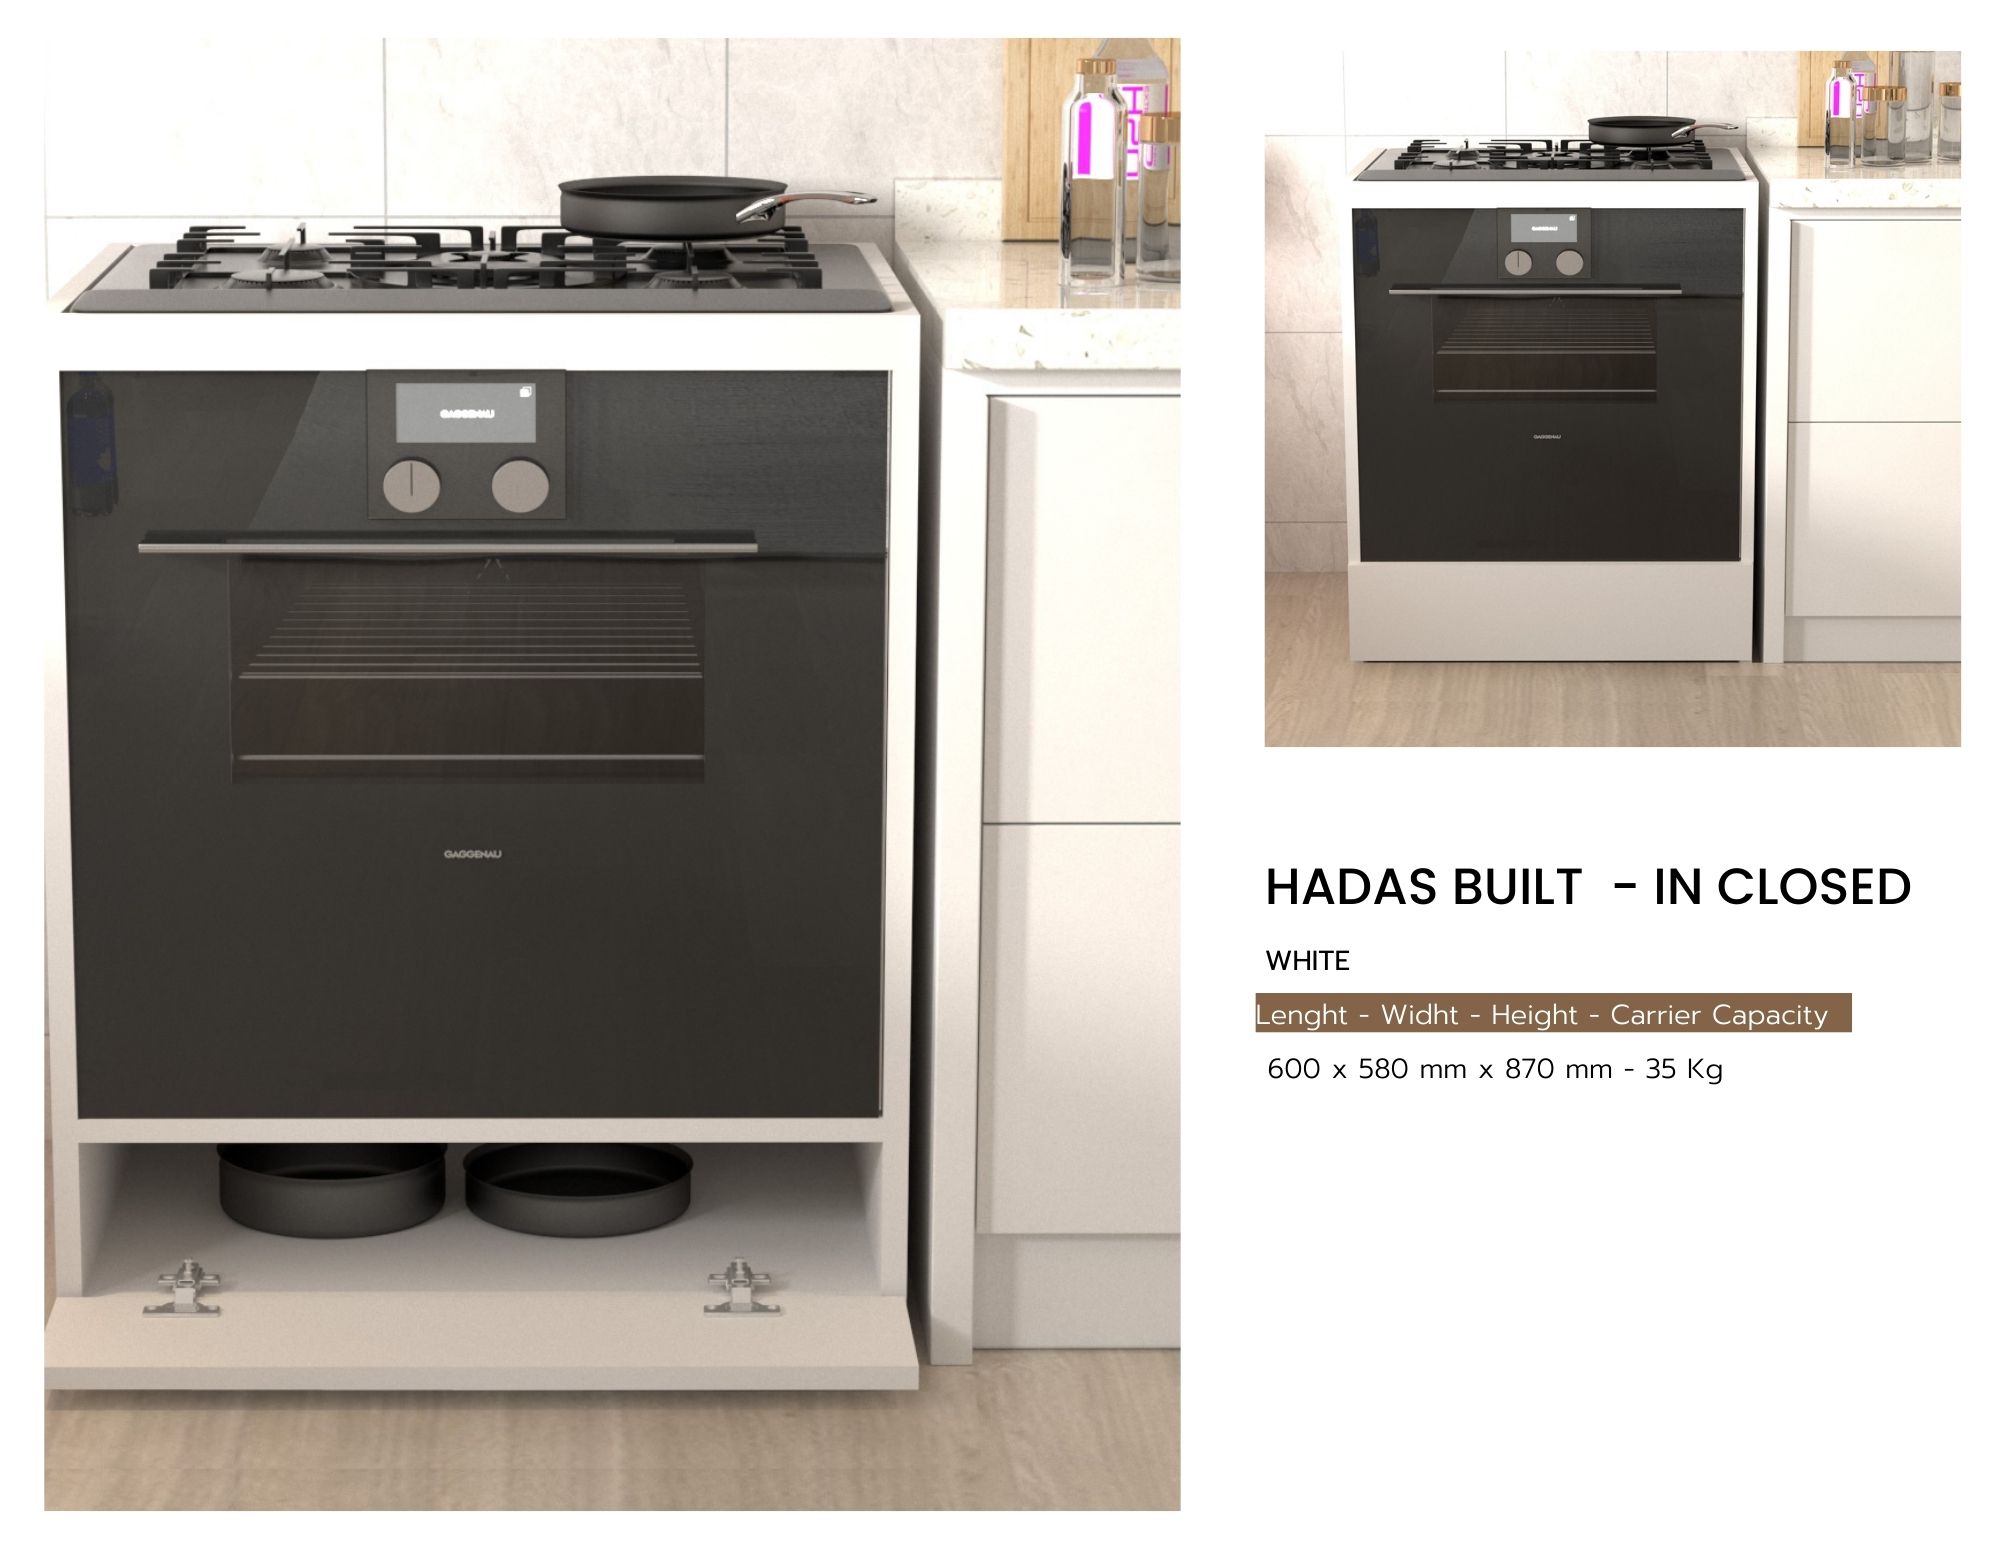 GAGGENAU
GAGGENAU
GAGGENAU
GAGGENAU
HADAS BUILT - IN CLOSED
WHITE
Lenght - Widht - Height - Carrier Capacity
600 x 580 mm x 870 mm - 35 Kg